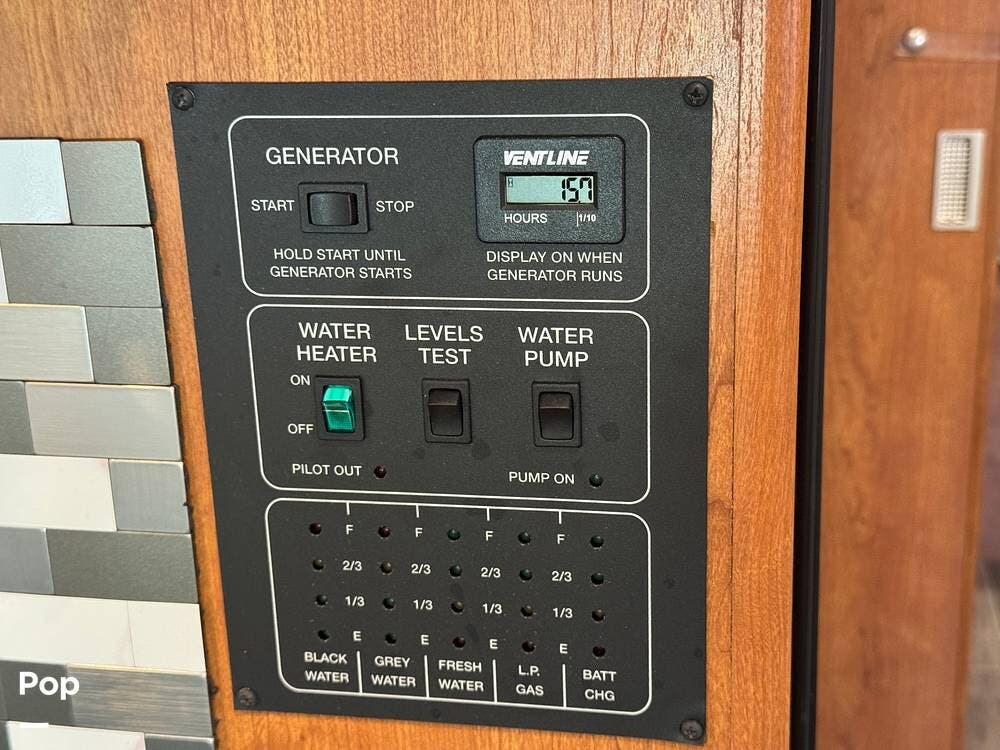 GENERATOR
START
STOP
HOLD START UNTIL
GENERATOR STARTS
VENTLINE
H
157
HOURS 1/10
DISPLAY ON WHEN
GENERATOR RUNS
WATER
HEATER
ON
OFF
PILOT OUT
LEVELS
TEST
WATER
PUMP
PUMP ON
F F F F
2/3 2/3 2/3 2/3
1/3 1/3 1/3 1/3
E E E E
BLACK
WATER
GREY
WATER
FRESH
WATER
L.P.
GAS
BATT
CHG
Pop